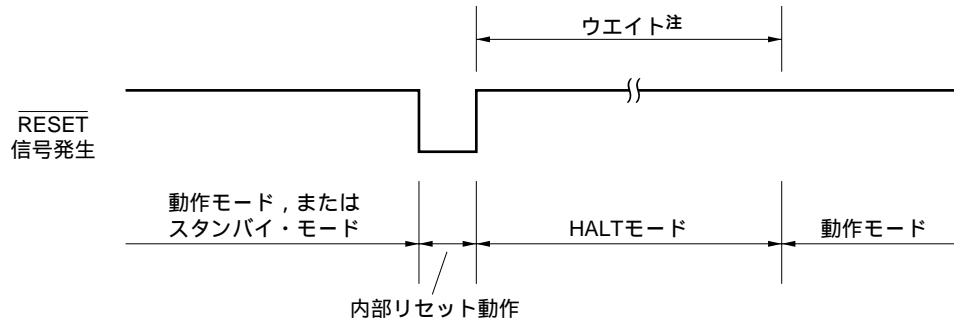 ウエイト注
RESET
信号発生
動作モード，または
スタンバイ・モード
HALTモード
動作モード
内部リセット動作